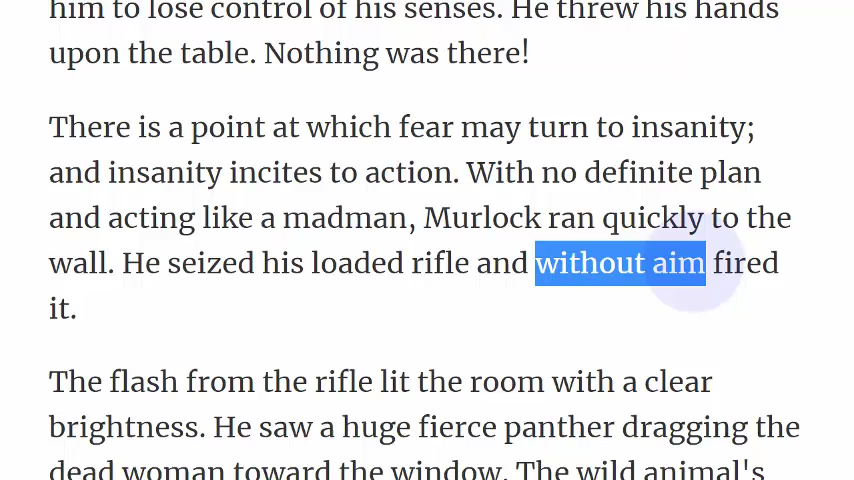 him to lose control of his senses. He threw his hands
upon the table. Nothing was there!
There is a point at which fear may turn to insanity;
and insanity incites to action. With no definite plan
and acting like a madman, Murlock ran quickly to the
wall. He seized his loaded rifle and without aim fired
it.
The flash from the rifle lit the room with a clear
brightness. He saw a huge fierce panther dragging the
dead woman toward the window. The wild animal's